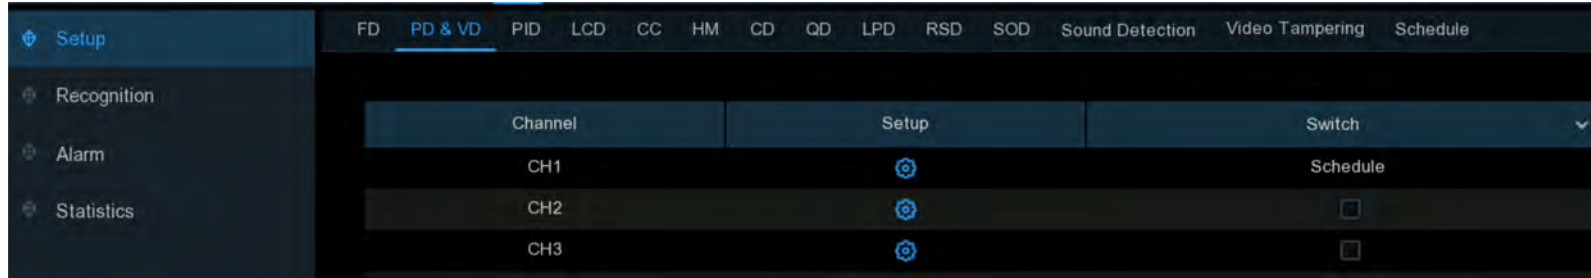 Setup
Recognition
Alarm
Statistics
FD PD & VD PID LCD CC HM CD QD LPD RSD SOD Sound Detection Video Tampering Schedule
Channel Setup Switch
CH1 Schedule
CH2
CH3